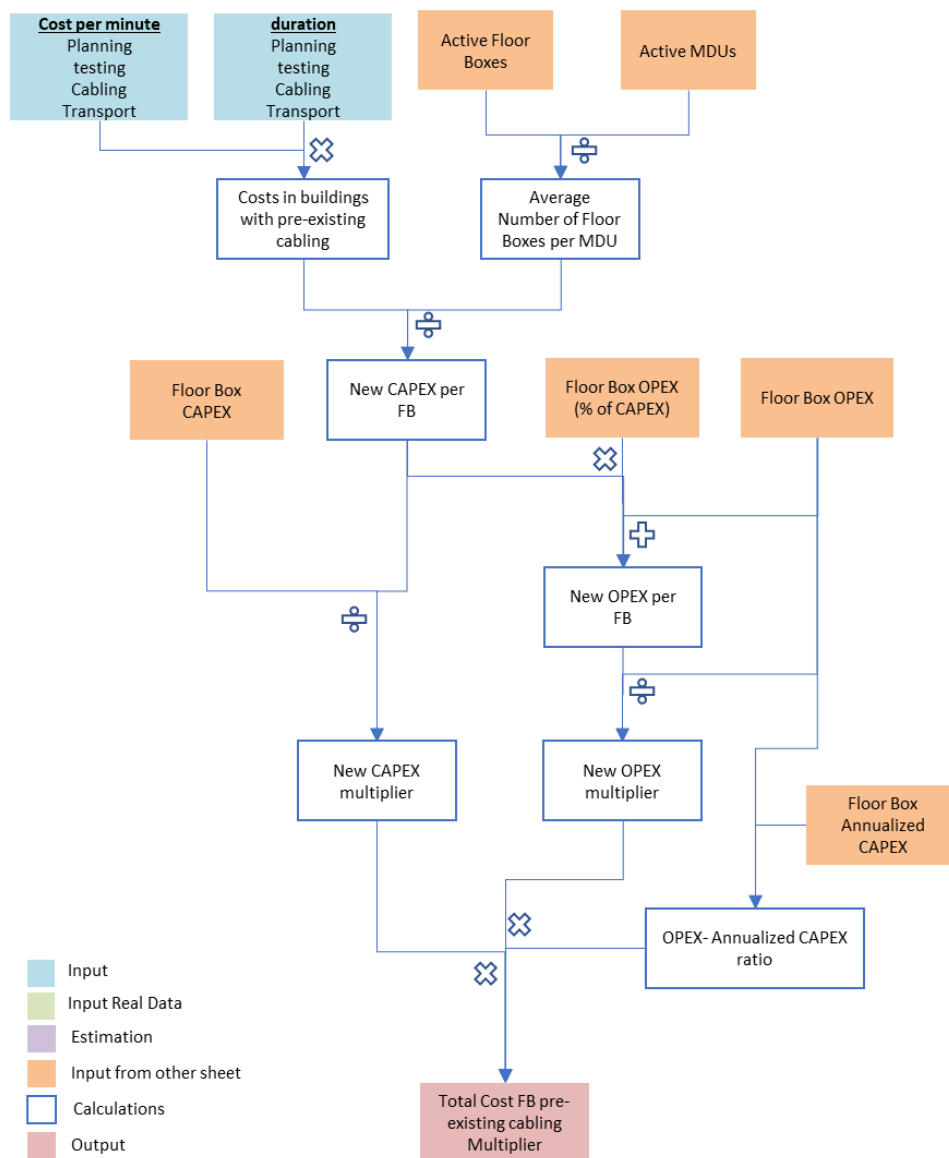 Cost per minute
Planning
testing
Cabling
Transport
duration
Planning
testing
Cabling
Transport
Active Floor
Boxes
Active MDUs
Costs in buildings
with pre-existing
cabling
Average
Number of Floor
Boxes per MDU
Floor Box
CAPEX
New CAPEX per
FB
Floor Box OPEX
(% of CAPEX)
Floor Box OPEX
New OPEX per
FB
New CAPEX
multiplier
New OPEX
multiplier
Floor Box
Annualized
CAPEX
OPEX- Annualized CAPEX
ratio
Input
Input Real Data
Estimation
Input from other sheet
Calculations
Output
Total Cost FB pre-
existing cabling
Multiplier